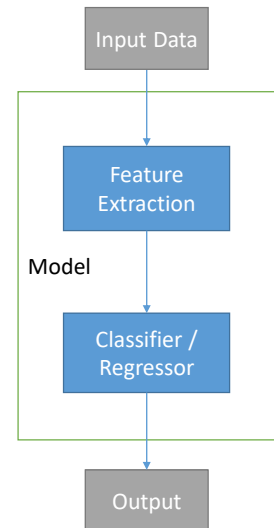 Input Data
Feature
Extraction
Model
Classifier /
Regressor
Output